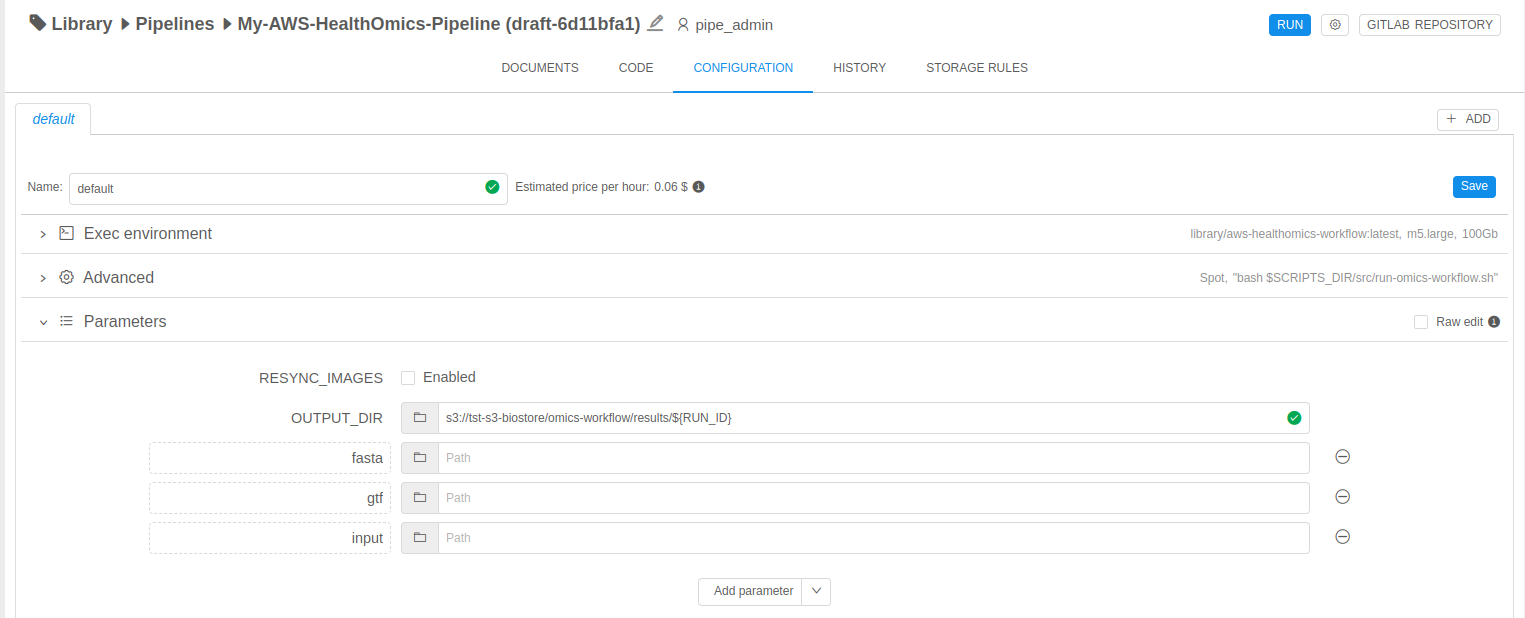 Library Pipelines My-AWS-HealthOmics-Pipeline (draft-6d11bfa1) pipe_admin RUN GITLAB REPOSITORY
DOCUMENTS CODE CONFIGURATION HISTORY STORAGE RULES
default + ADD
Name: default Estimated price per hour: 0.06 $ Save
Exec environment library/aws-healthomics-workflow:latest, m5.large, 100Gb
Advanced Spot, "bash $SCRIPTS_DIR/src/run-omics-workflow.sh"
Parameters Raw edit
RESYNC_IMAGES Enabled
OUTPUT_DIR s3://tst-s3-biostore/omics-workflow/results/${RUN_ID}
fasta Path
gtf Path
input Path
Add parameter